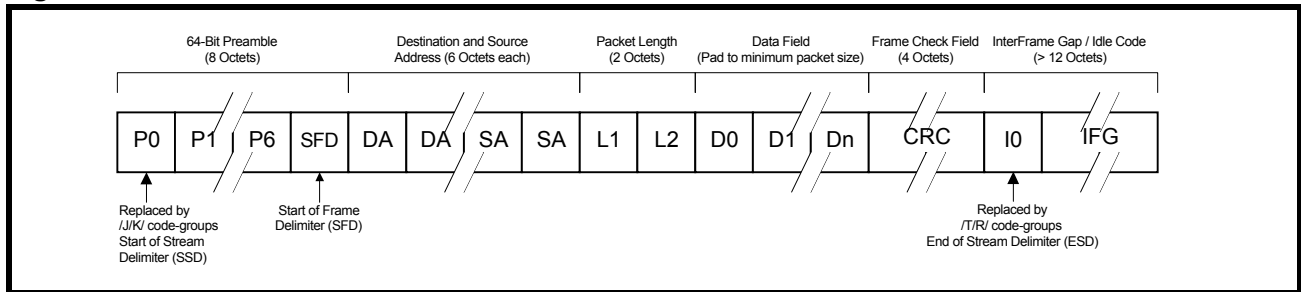 64-Bit Preamble
(8 Octets)
Destination and Source
Address (6 Octets each)
Packet Length
(2 Octets)
Data Field
(Pad to minimum packet size)
Frame Check Field
(4 Octets)
InterFrame Gap / Idle Code
(> 12 Octets)
P0 P1 P6 SFD DA DA SA SA L1 L2 D0 D1 Dn CRC I0 IFG
Replaced by
/J/K/ code-groups
Start of Stream
Delimiter (SSD)
Start of Frame
Delimiter (SFD)
Replaced by
/T/R/ code-groups
End of Stream Delimiter (ESD)